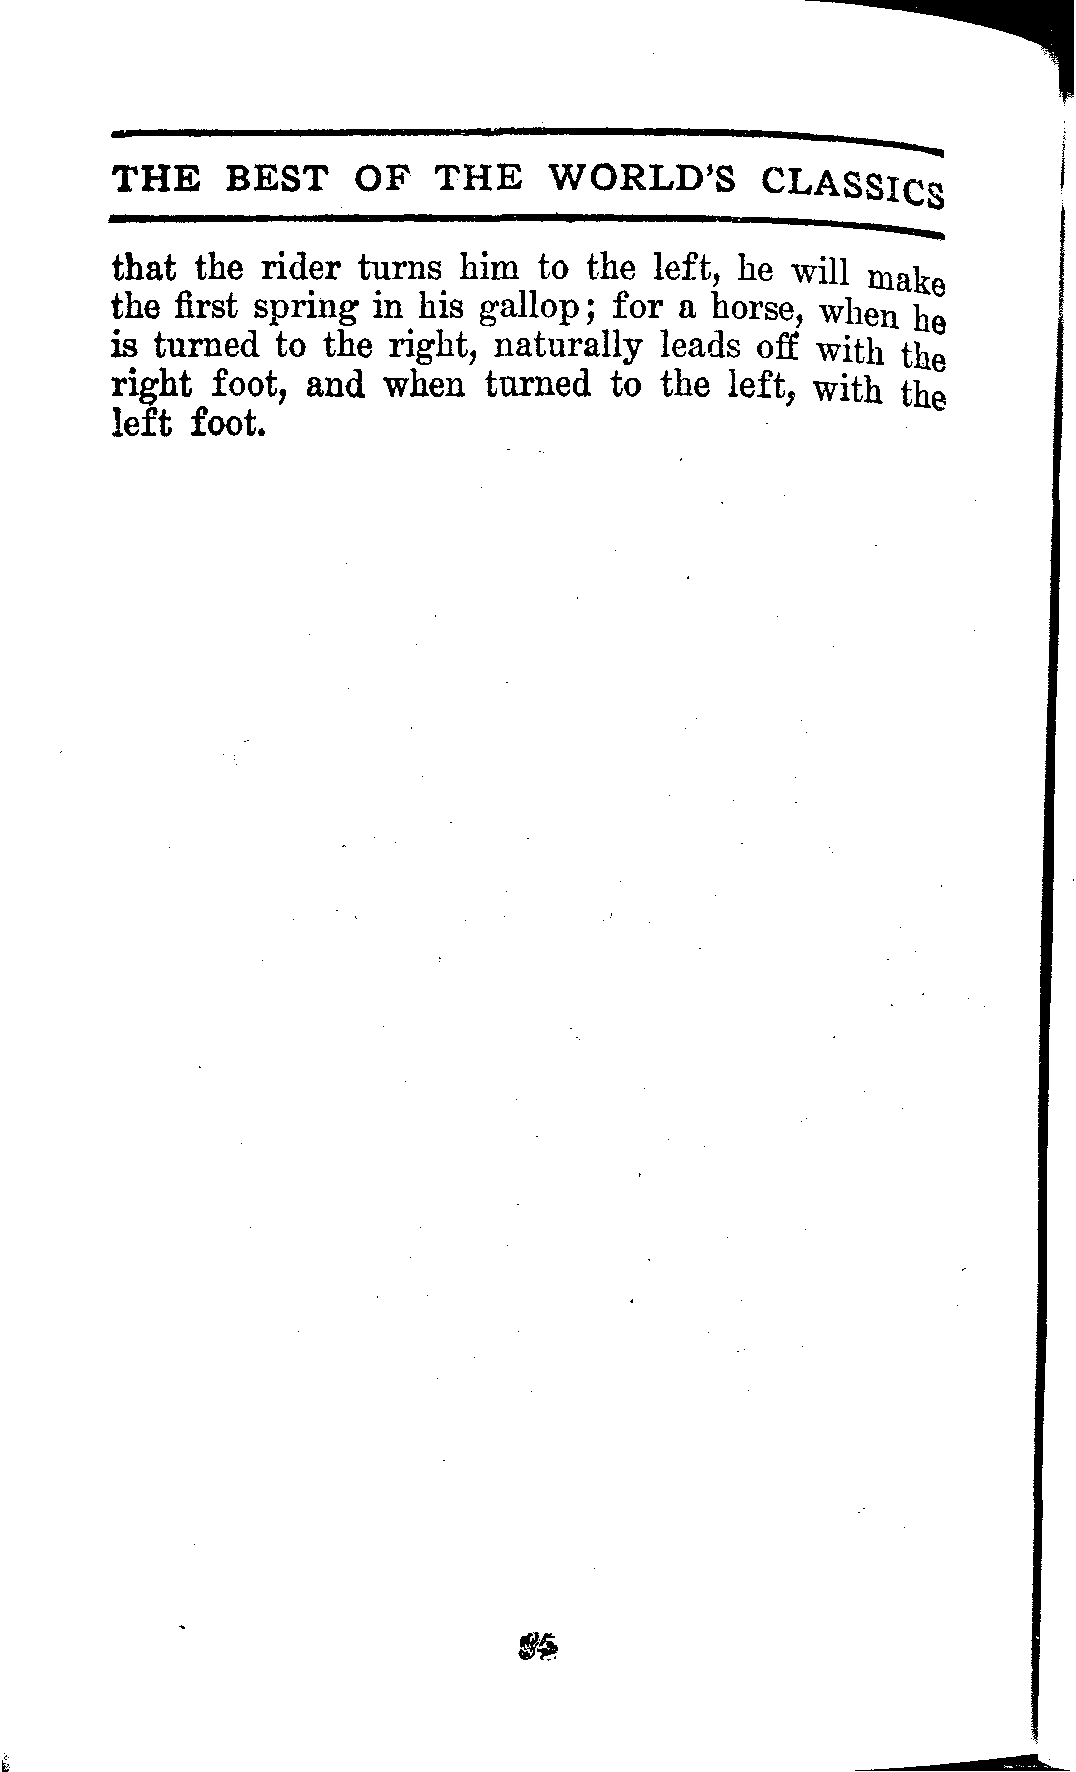 THE BEST OF THE WORLD'S CLASSICS
that the rider turns him to the left, he will make
the first spring in his gallop; for a horse, when he
is turned to the right, naturally leads off with the
right foot, and when turned to the left, with the
left foot.